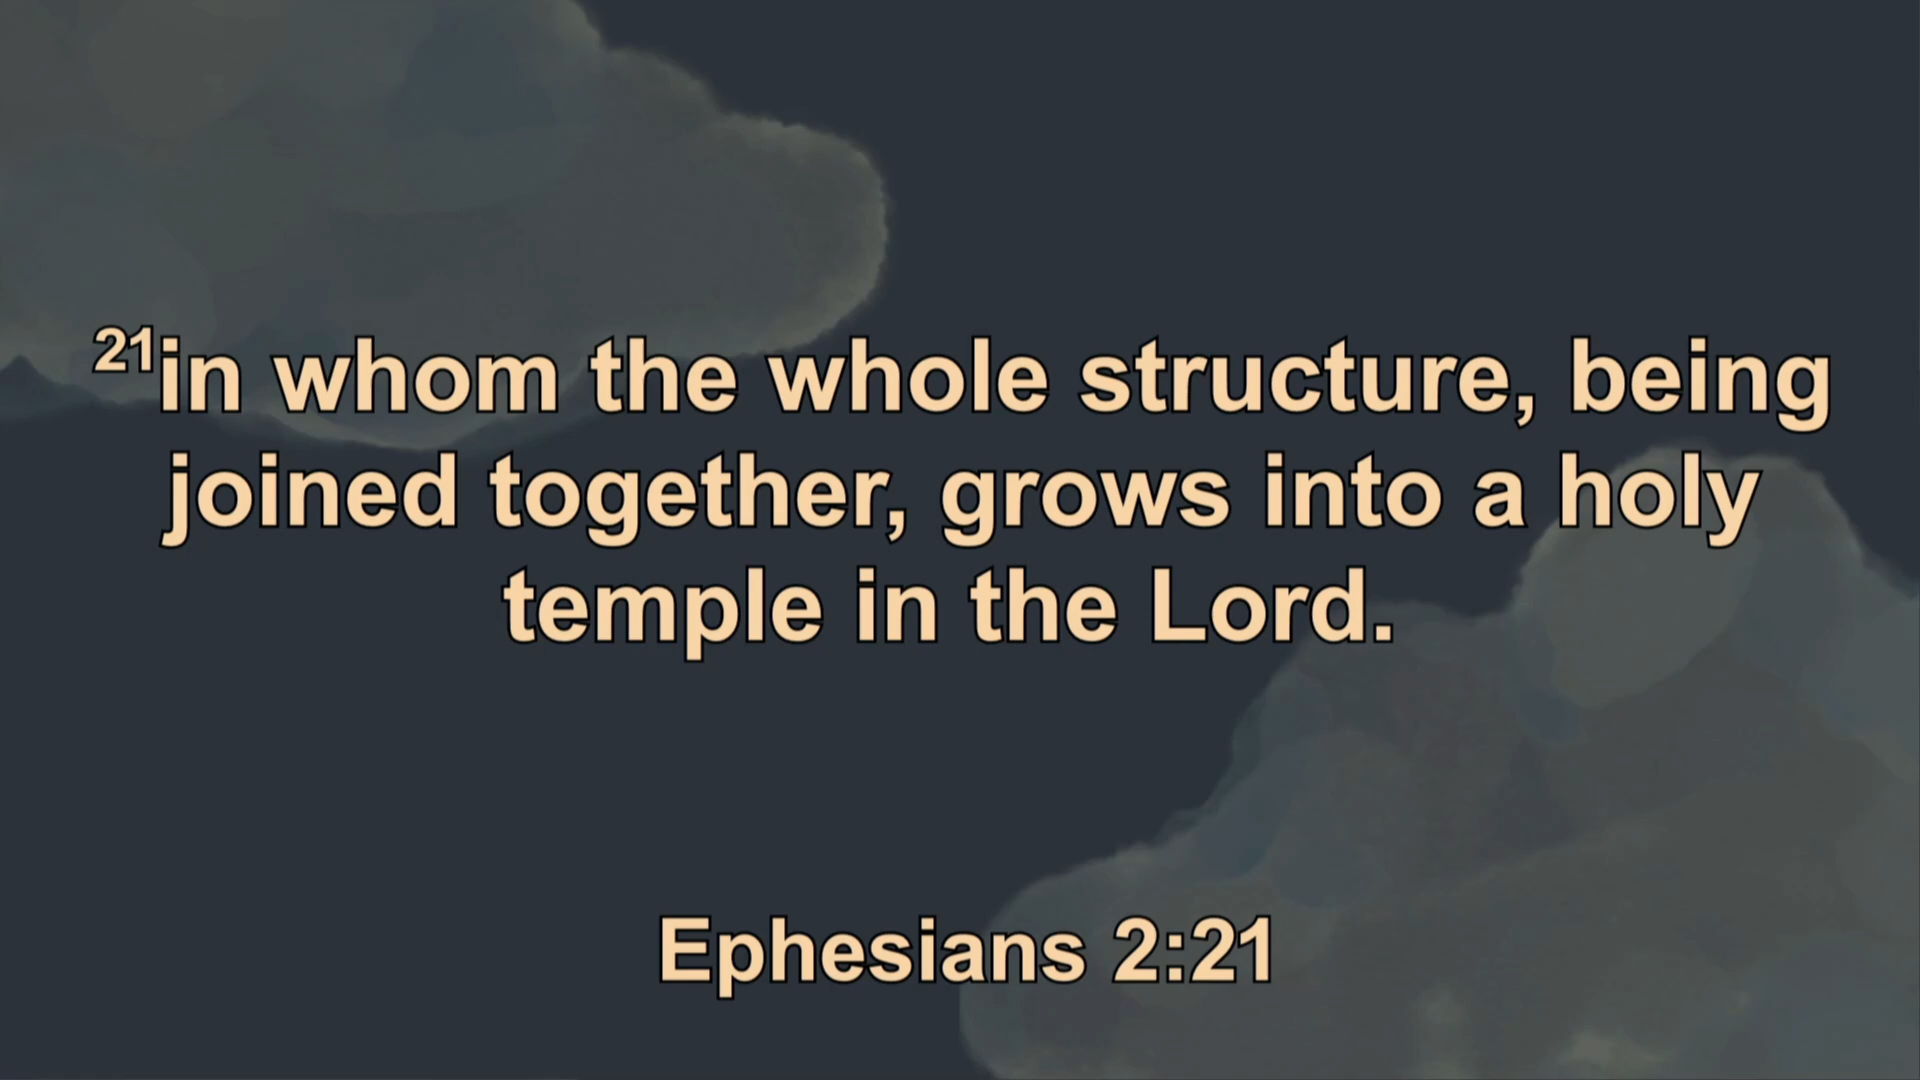 21in whom the whole structure, being
joined together, grows into a holy
temple in the Lord.
Ephesians 2:21